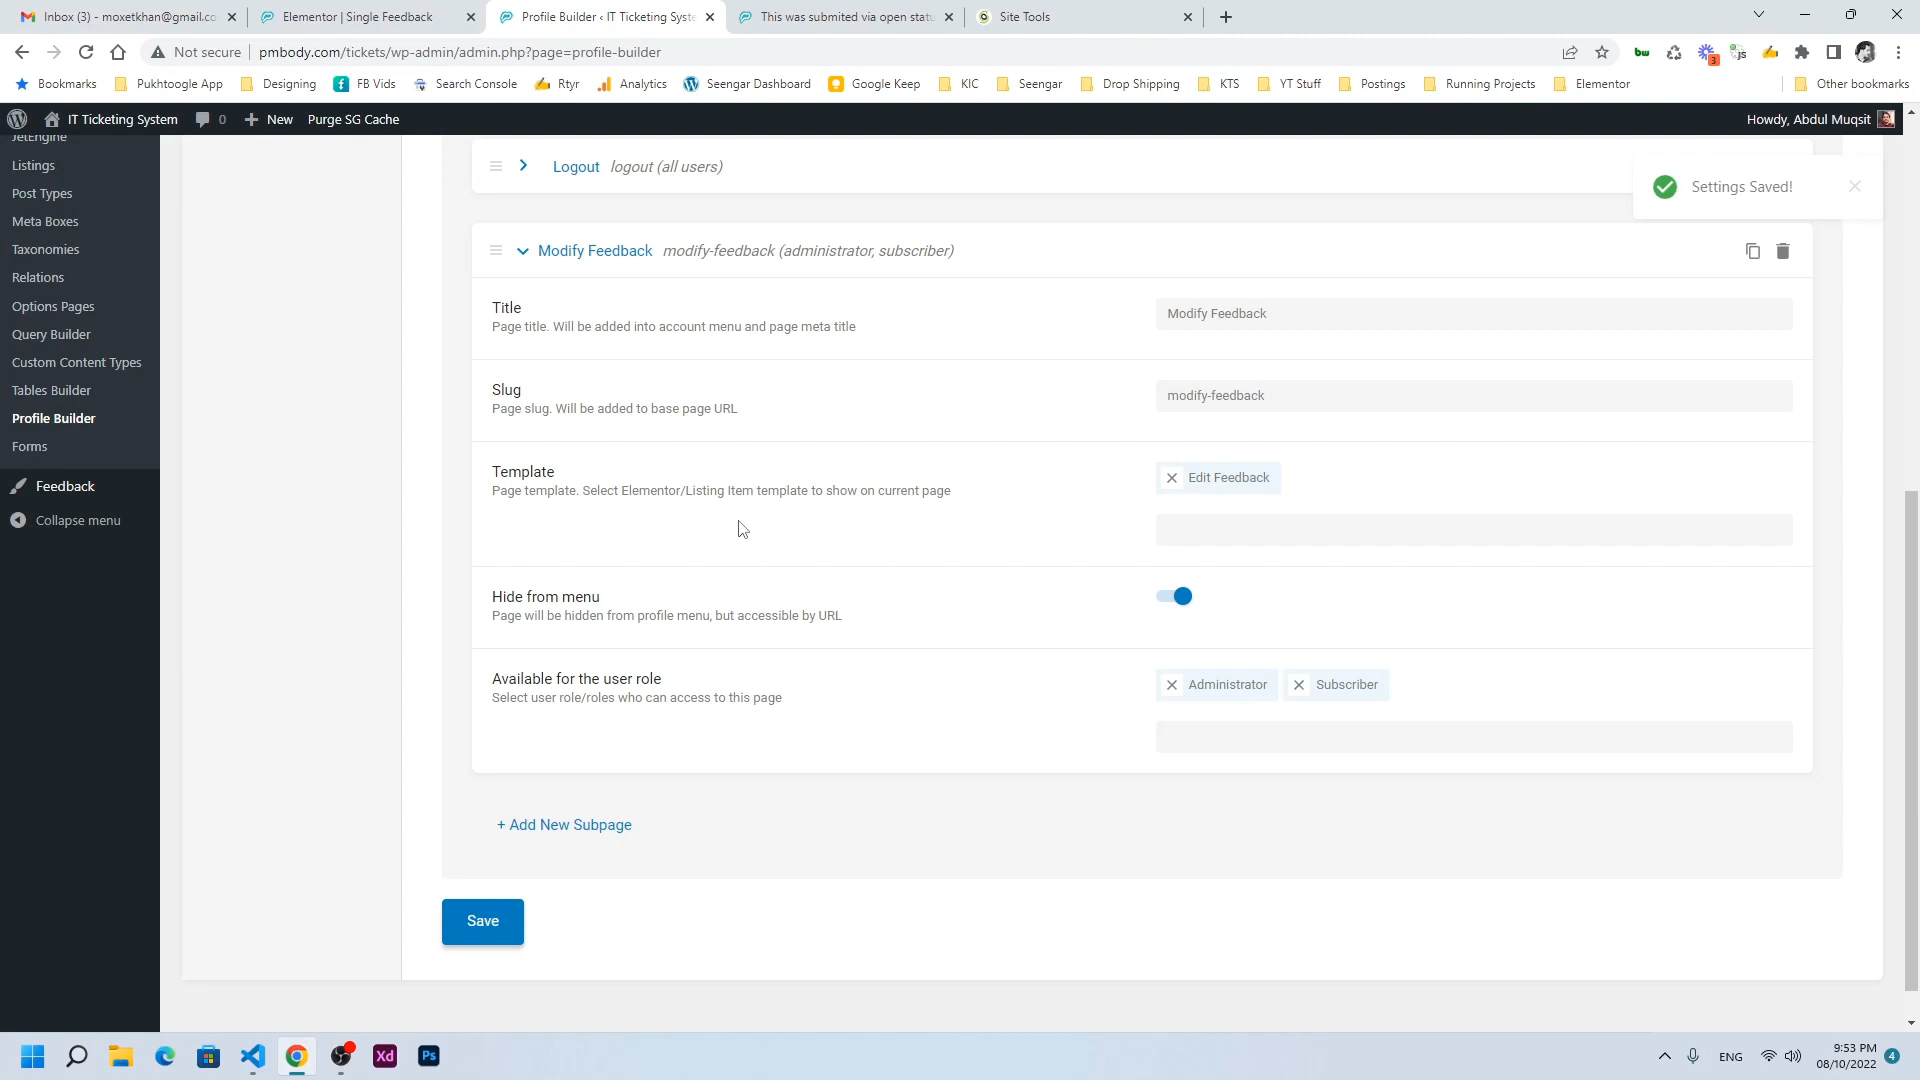 Inbox (3) - moxetkhan@gmail.co
Elementor | Single Feedback
Profile Builder ‹ IT Ticketing Syste
This was submited via open statu
Site Tools
Not secure
pmbody.com/tickets/wp-admin/admin.php?page=profile-builder
Bookmarks
Pukhtoogle App
Designing
FB Vids
Search Console
Rtyr
Analytics
Seengar Dashboard
Google Keep
KIC
Seengar
Drop Shipping
KTS
YT Stuff
Postings
Running Projects
Elementor
Other bookmarks
IT Ticketing System
0
New
Purge SG Cache
Howdy, Abdul Muqsit
JetEngine
Listings
Post Types
Meta Boxes
Taxonomies
Relations
Options Pages
Query Builder
Custom Content Types
Tables Builder
Profile Builder
Forms
Feedback
Collapse menu
Logout logout (all users)
Settings Saved!
Modify Feedback modify-feedback (administrator, subscriber)
Title
Page title. Will be added into account menu and page meta title
Modify Feedback
Slug
Page slug. Will be added to base page URL
modify-feedback
Template
Page template. Select Elementor/Listing Item template to show on current page
Edit Feedback
Hide from menu
Page will be hidden from profile menu, but accessible by URL
Available for the user role
Select user role/roles who can access to this page
Administrator
Subscriber
+ Add New Subpage
Save
Xd
Ps
ENG
9:53 PM
08/10/2022
4